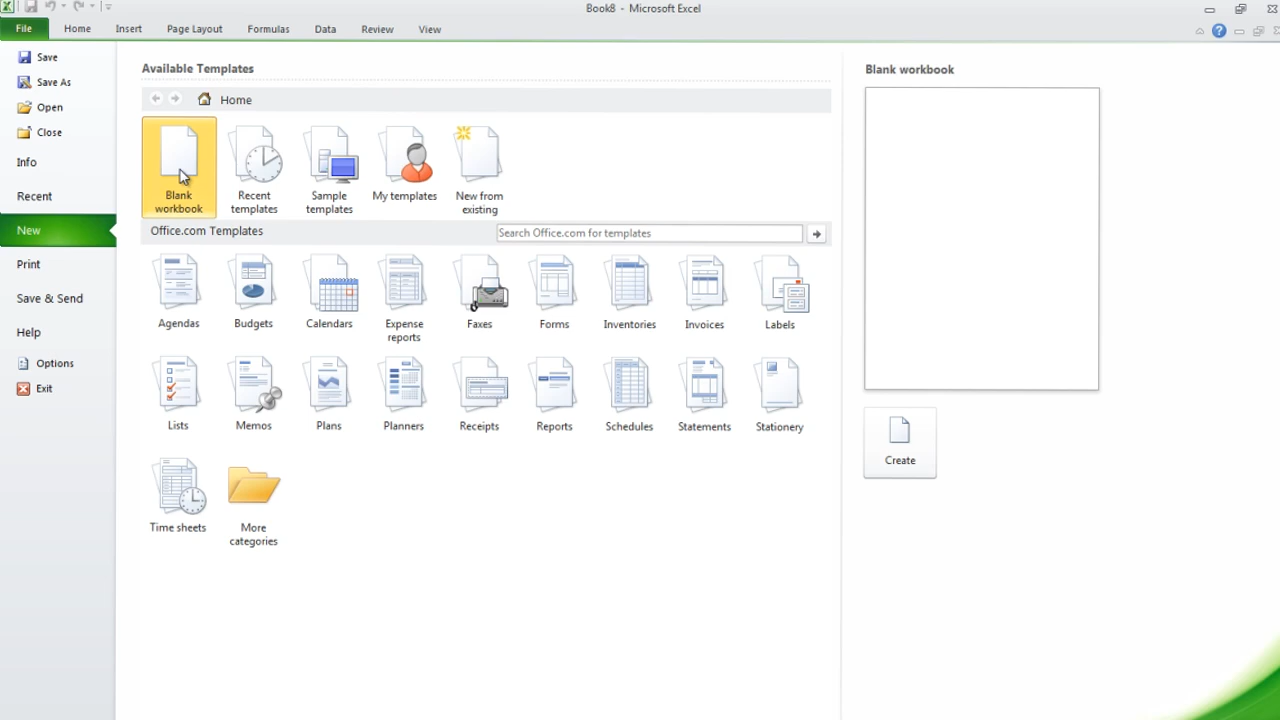 Book8 - Microsoft Excel
File Home Insert Page Layout Formulas Data Review View
Save
Save As
Open
Close
Info
Recent
New
Print
Save & Send
Help
Options
Exit
Available Templates
Home
Blank workbook
Recent templates
Sample templates
My templates
New from existing
Office.com Templates
Search Office.com for templates
Agendas
Budgets
Calendars
Expense reports
Faxes
Forms
Inventories
Invoices
Labels
Lists
Memos
Plans
Planners
Receipts
Reports
Schedules
Statements
Stationery
Time sheets
More categories
Blank workbook
Create